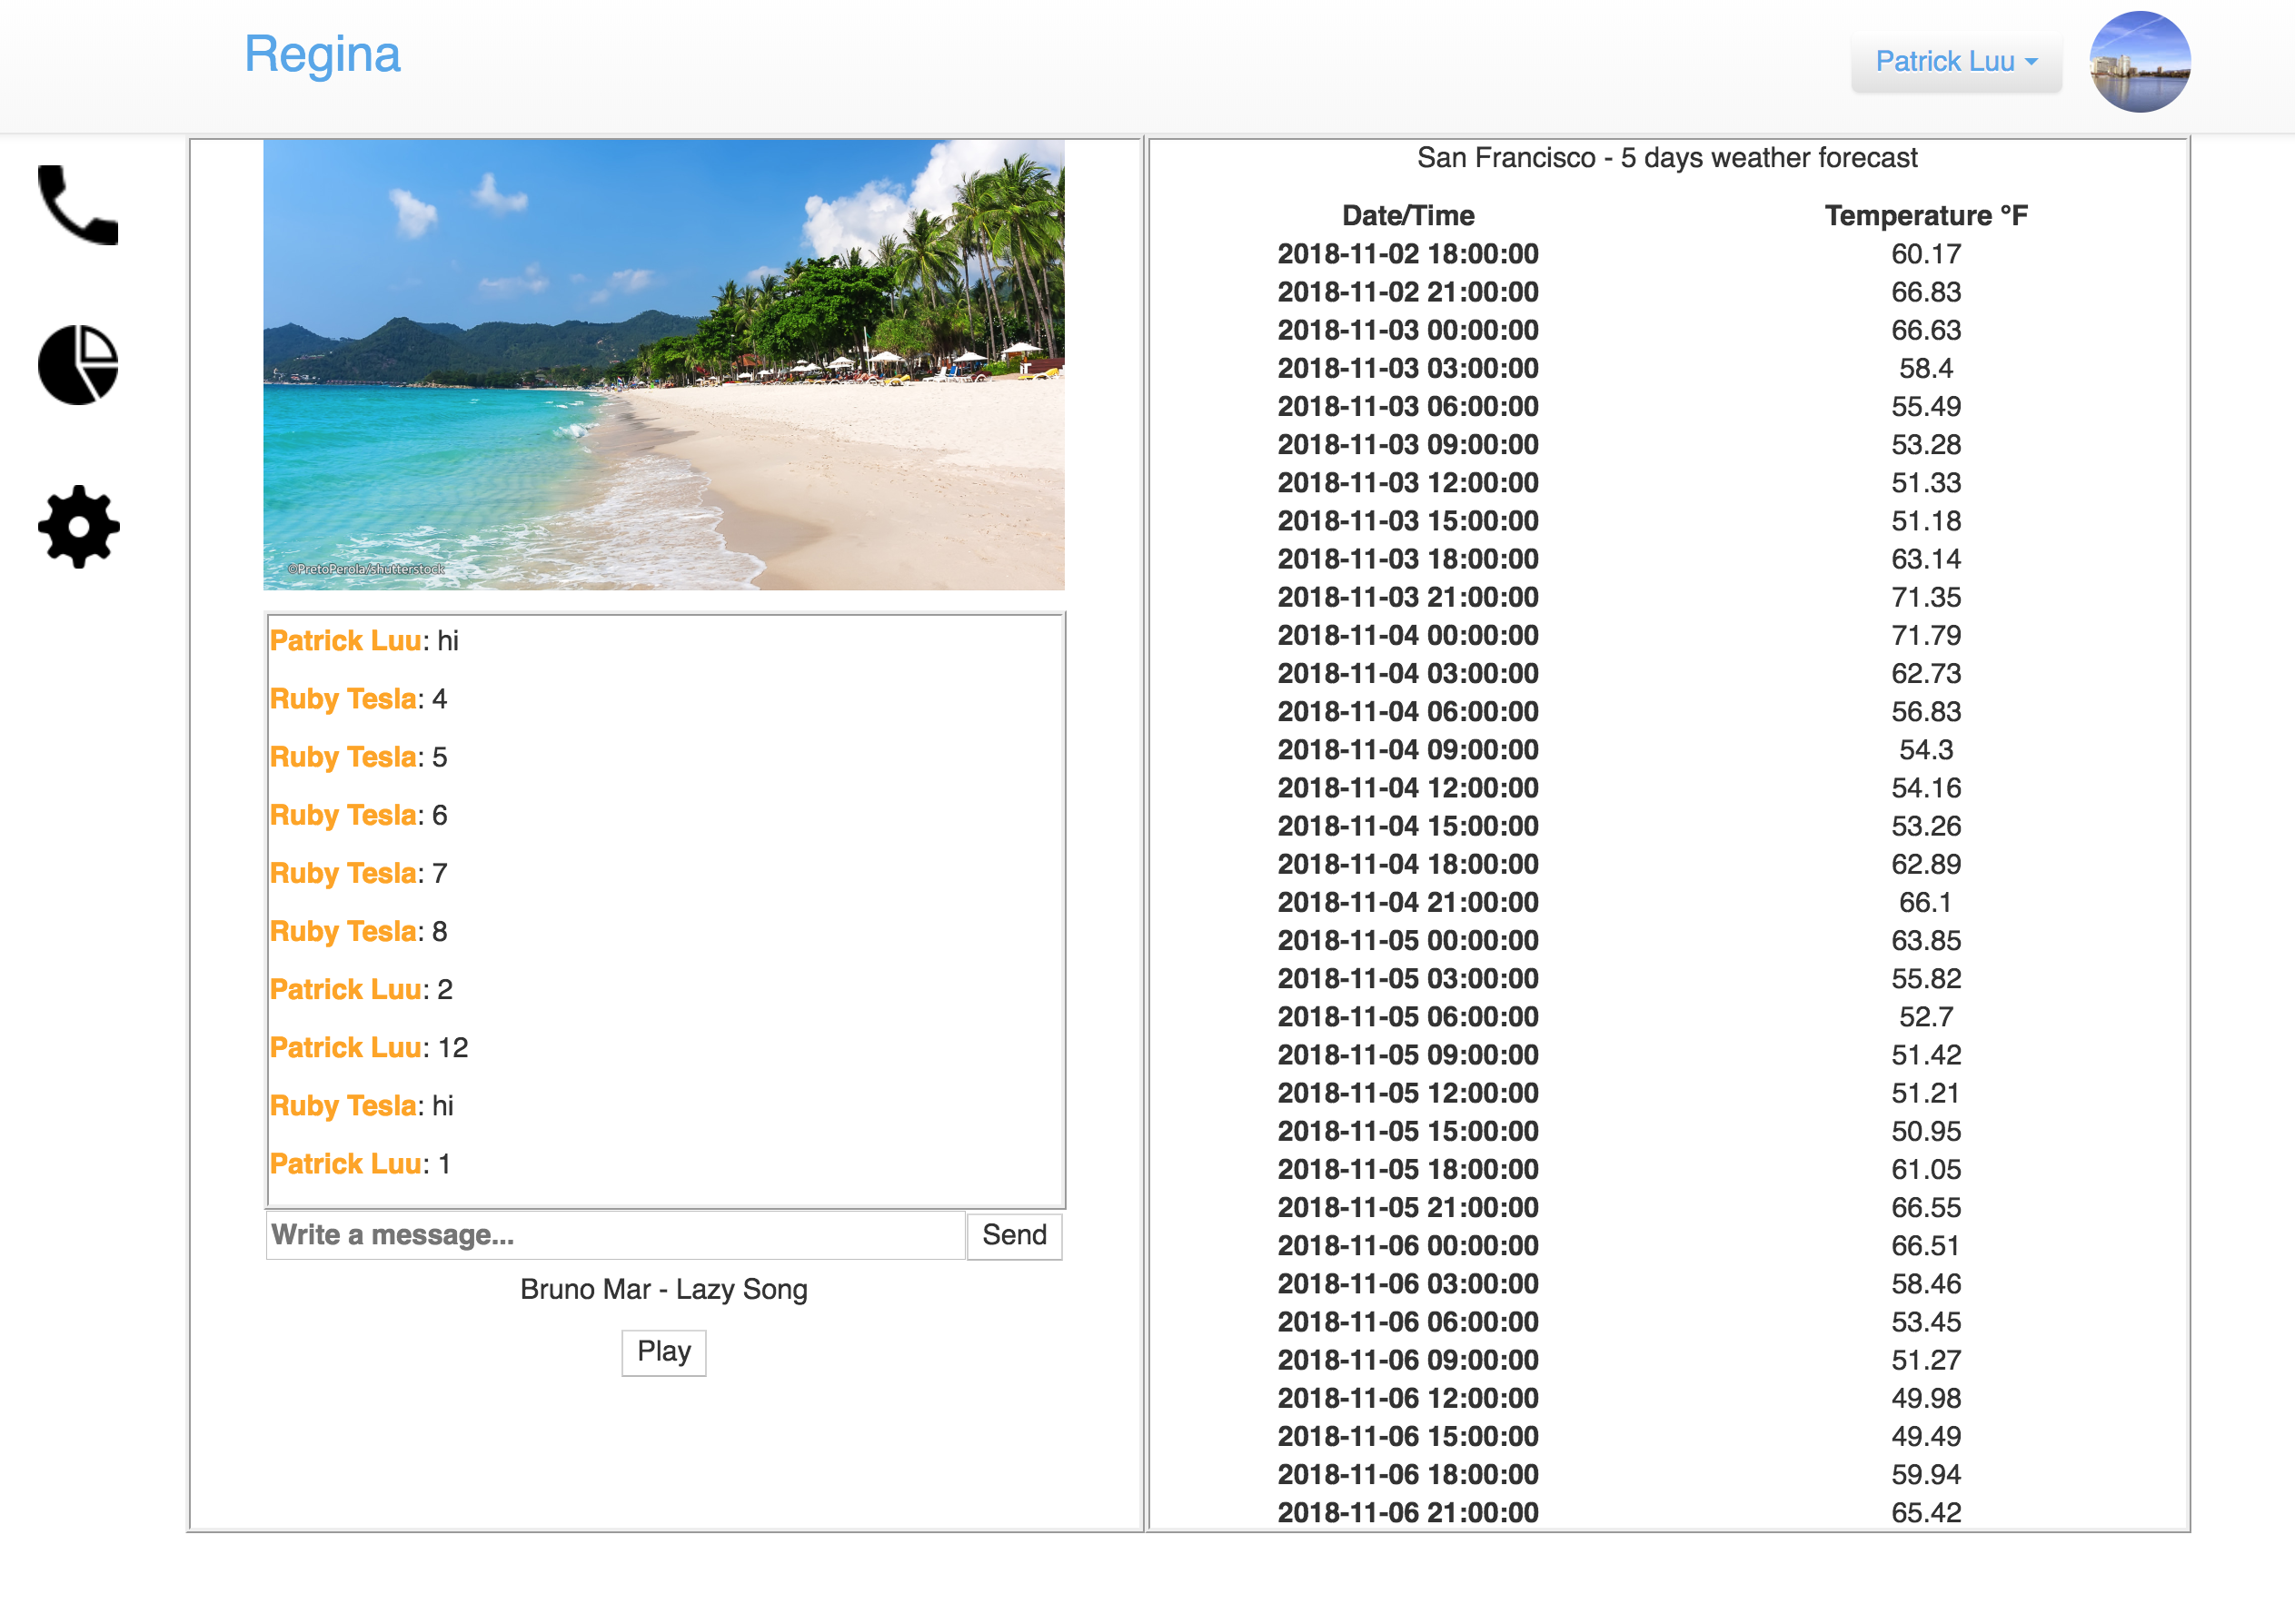 Regina
Patrick Luu
©PretoPerola/shutterstock
Patrick Luu: hi
Ruby Tesla: 4
Ruby Tesla: 5
Ruby Tesla: 6
Ruby Tesla: 7
Ruby Tesla: 8
Patrick Luu: 2
Patrick Luu: 12
Ruby Tesla: hi
Patrick Luu: 1
Write a message...
Send
Bruno Mar - Lazy Song
Play
San Francisco - 5 days weather forecast
Date/Time Temperature °F
2018-11-02 18:00:00 60.17
2018-11-02 21:00:00 66.83
2018-11-03 00:00:00 66.63
2018-11-03 03:00:00 58.4
2018-11-03 06:00:00 55.49
2018-11-03 09:00:00 53.28
2018-11-03 12:00:00 51.33
2018-11-03 15:00:00 51.18
2018-11-03 18:00:00 63.14
2018-11-03 21:00:00 71.35
2018-11-04 00:00:00 71.79
2018-11-04 03:00:00 62.73
2018-11-04 06:00:00 56.83
2018-11-04 09:00:00 54.3
2018-11-04 12:00:00 54.16
2018-11-04 15:00:00 53.26
2018-11-04 18:00:00 62.89
2018-11-04 21:00:00 66.1
2018-11-05 00:00:00 63.85
2018-11-05 03:00:00 55.82
2018-11-05 06:00:00 52.7
2018-11-05 09:00:00 51.42
2018-11-05 12:00:00 51.21
2018-11-05 15:00:00 50.95
2018-11-05 18:00:00 61.05
2018-11-05 21:00:00 66.55
2018-11-06 00:00:00 66.51
2018-11-06 03:00:00 58.46
2018-11-06 06:00:00 53.45
2018-11-06 09:00:00 51.27
2018-11-06 12:00:00 49.98
2018-11-06 15:00:00 49.49
2018-11-06 18:00:00 59.94
2018-11-06 21:00:00 65.42